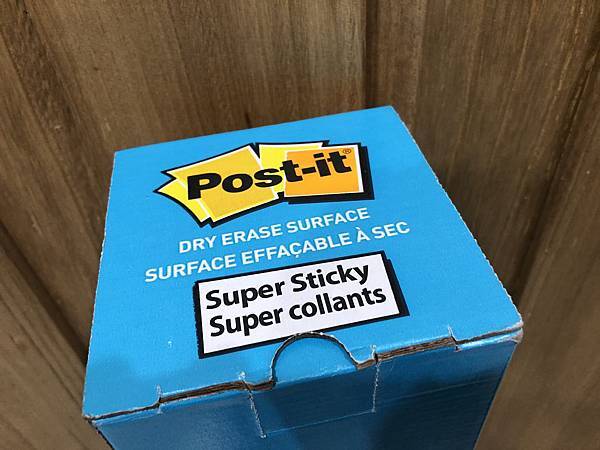 Post-it®
DRY ERASE SURFACE
SURFACE EFFAÇABLE À SEC
Super Sticky
Super collants